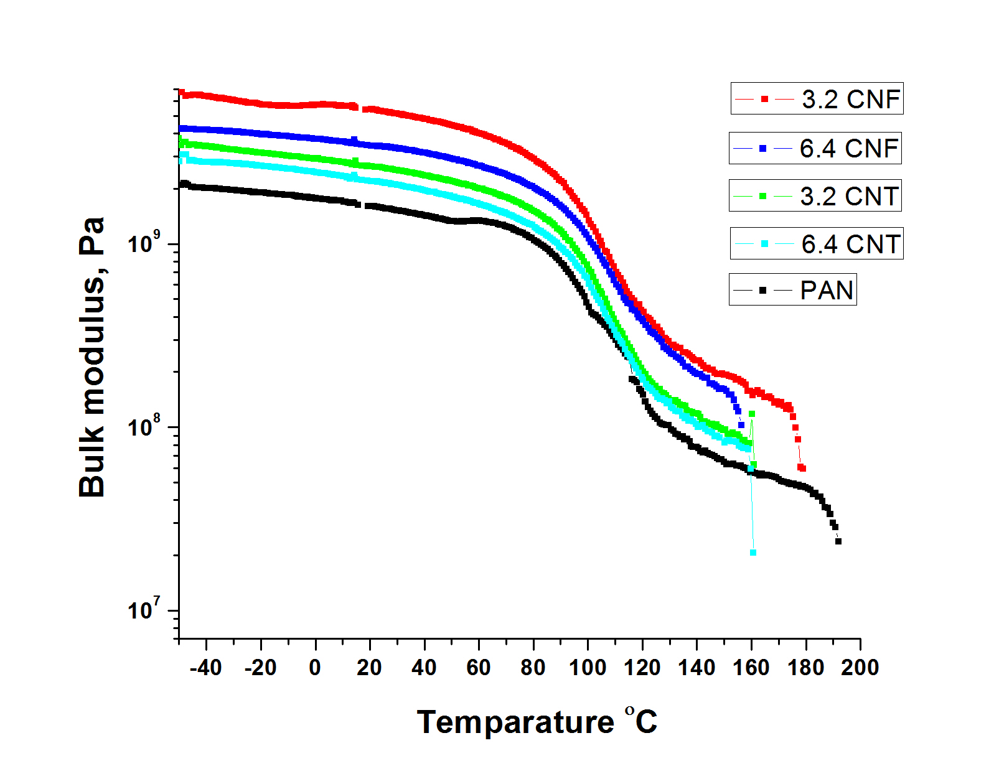 3.2 CNF
6.4 CNF
3.2 CNT
6.4 CNT
PAN
Bulk modulus, Pa
10⁹
10⁸
10⁷
-40 -20 0 20 40 60 80 100 120 140 160 180 200
Temparature °C